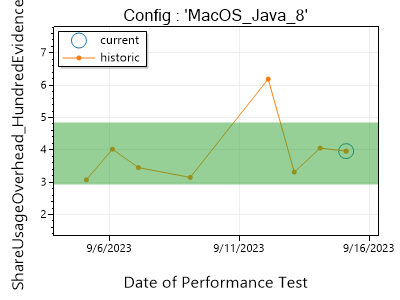 Config : 'MacOS_Java_8'
current
historic
7
6
5
4
3
2
ShareUsageOverhead_HundredEvidence
9/6/2023
9/11/2023
9/16/2023
Date of Performance Test